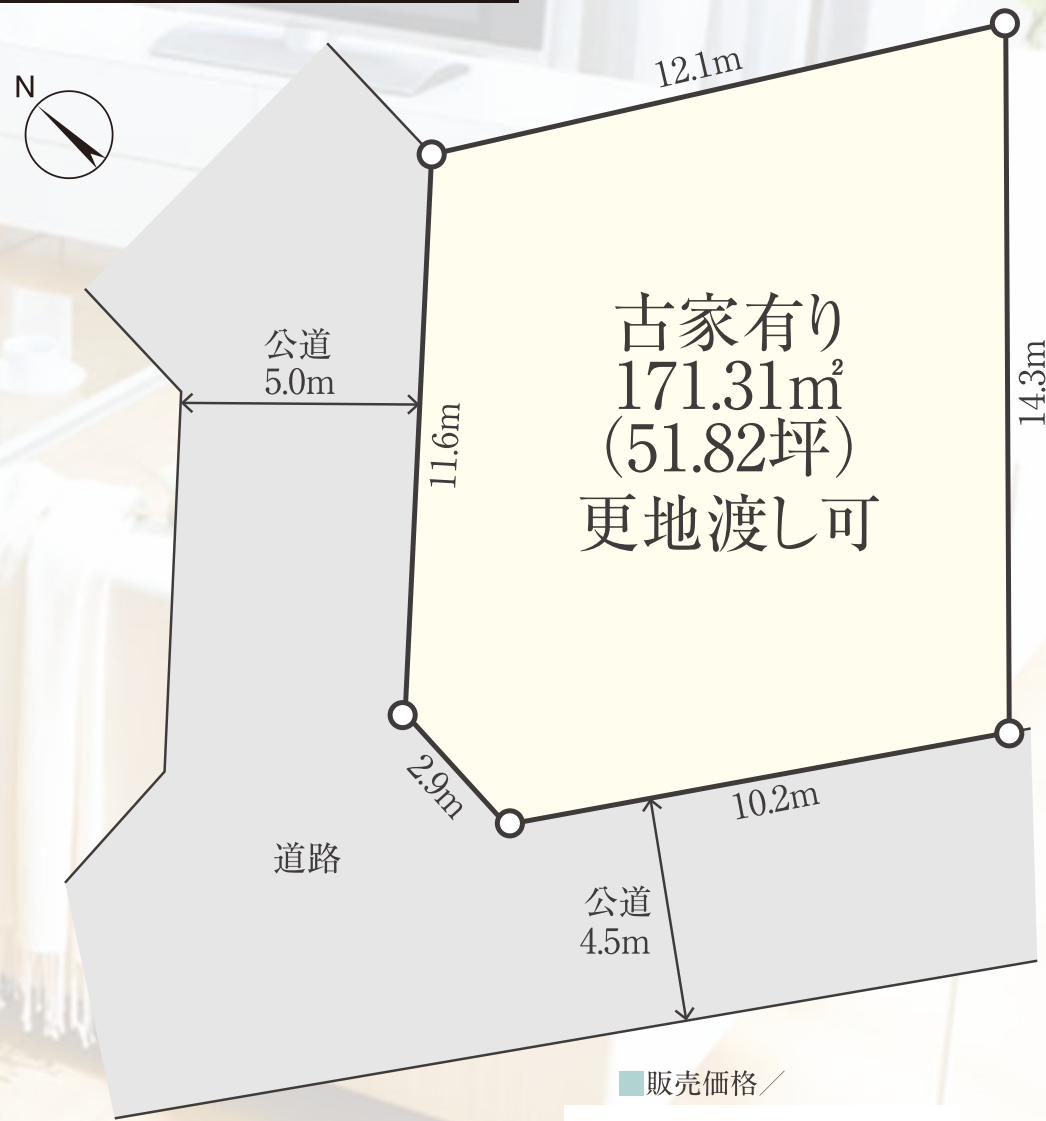 N
12.1m
公道
5.0m
11.6m
古家有り
171.31㎡
(51.82坪)
更地渡し可
14.3m
2.9m
10.2m
道路
公道
4.5m
■販売価格／